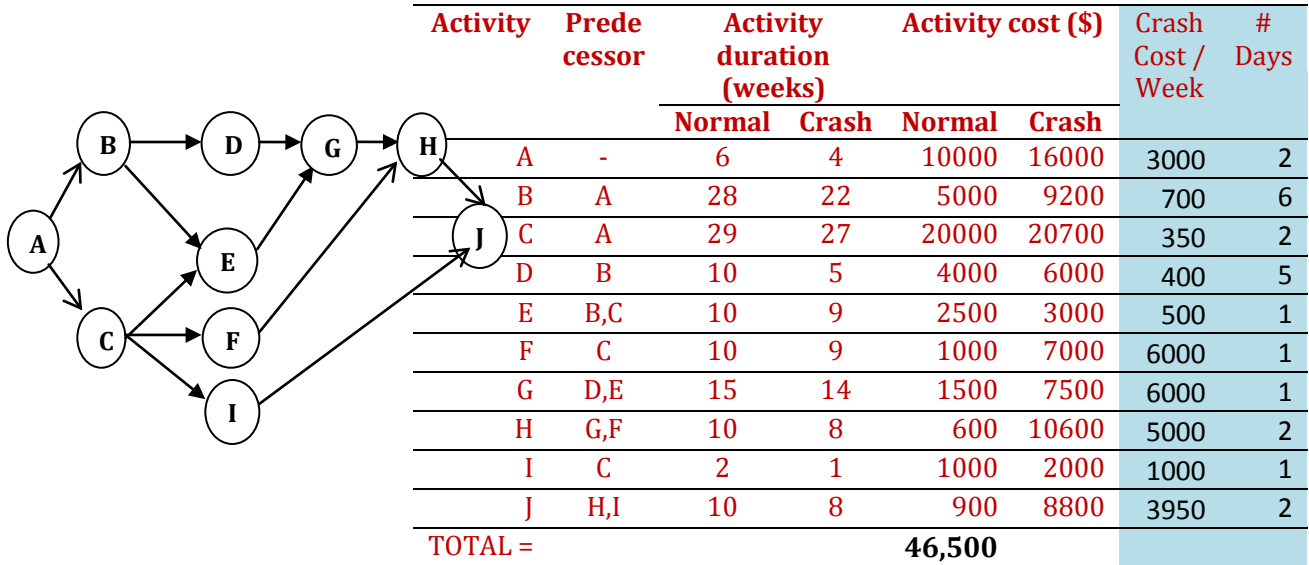 Activity Prede Activity Activity cost ($) Crash #
cessor duration Cost / Days
(weeks) Week
Normal Crash Normal Crash
A - 6 4 10000 16000 3000 2
B A 28 22 5000 9200 700 6
C A 29 27 20000 20700 350 2
D B 10 5 4000 6000 400 5
E B,C 10 9 2500 3000 500 1
F C 10 9 1000 7000 6000 1
G D,E 15 14 1500 7500 6000 1
H G,F 10 8 600 10600 5000 2
I C 2 1 1000 2000 1000 1
J H,I 10 8 900 8800 3950 2
TOTAL = 46,500
B D G H
A E J
C F
I